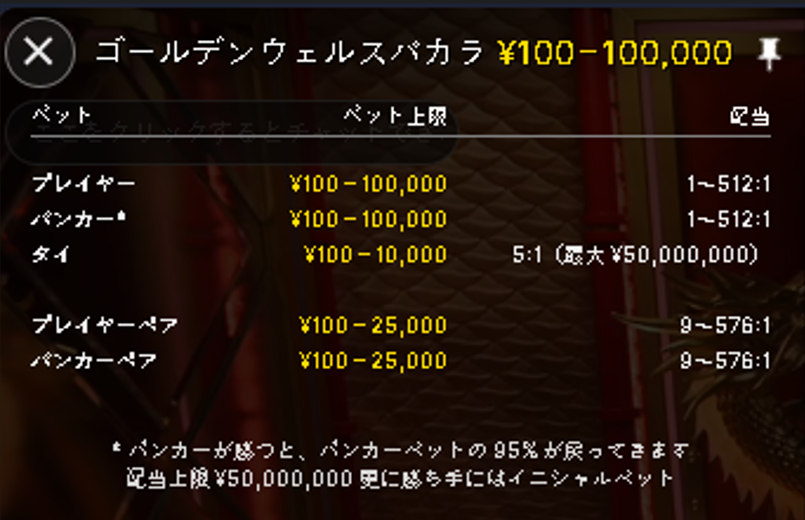 ゴールデンウェルスバカラ ¥100-100,000
ベット ベット上限 配当
プレイヤー ¥100-100,000 1~512:1
バンカー* ¥100-100,000 1~512:1
タイ ¥100-10,000 5:1 (最大¥50,000,000)
プレイヤーペア ¥100-25,000 9~576:1
バンカーペア ¥100-25,000 9~576:1
* バンカーが勝つと、バンカーベットの95%が戻ってきます
配当上限¥50,000,000 更に勝ち手にはイニシャルベット